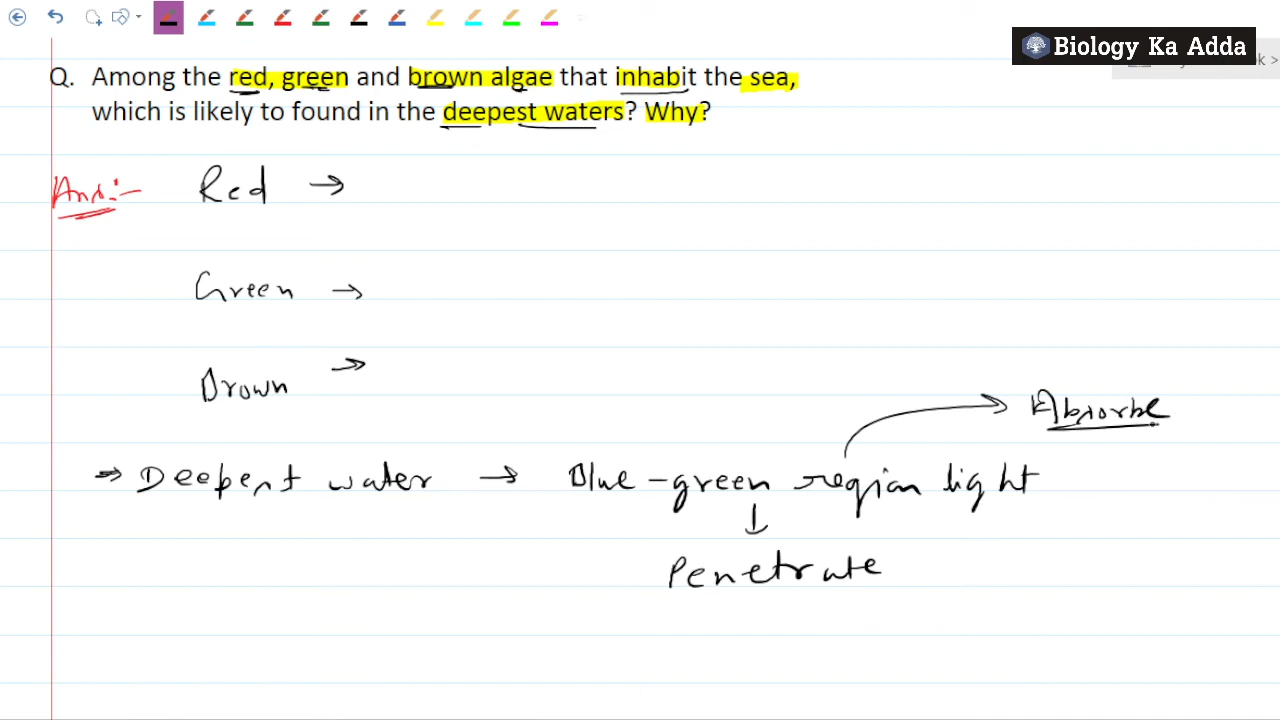 Biology Ka Adda
Q. Among the red, green and brown algae that inhabit the sea,
which is likely to found in the deepest waters? Why?
Ans:-
Red →
Green →
Brown →
Absorbe
⇒ Deepest water → Blue-green region light
↓
Penetrate